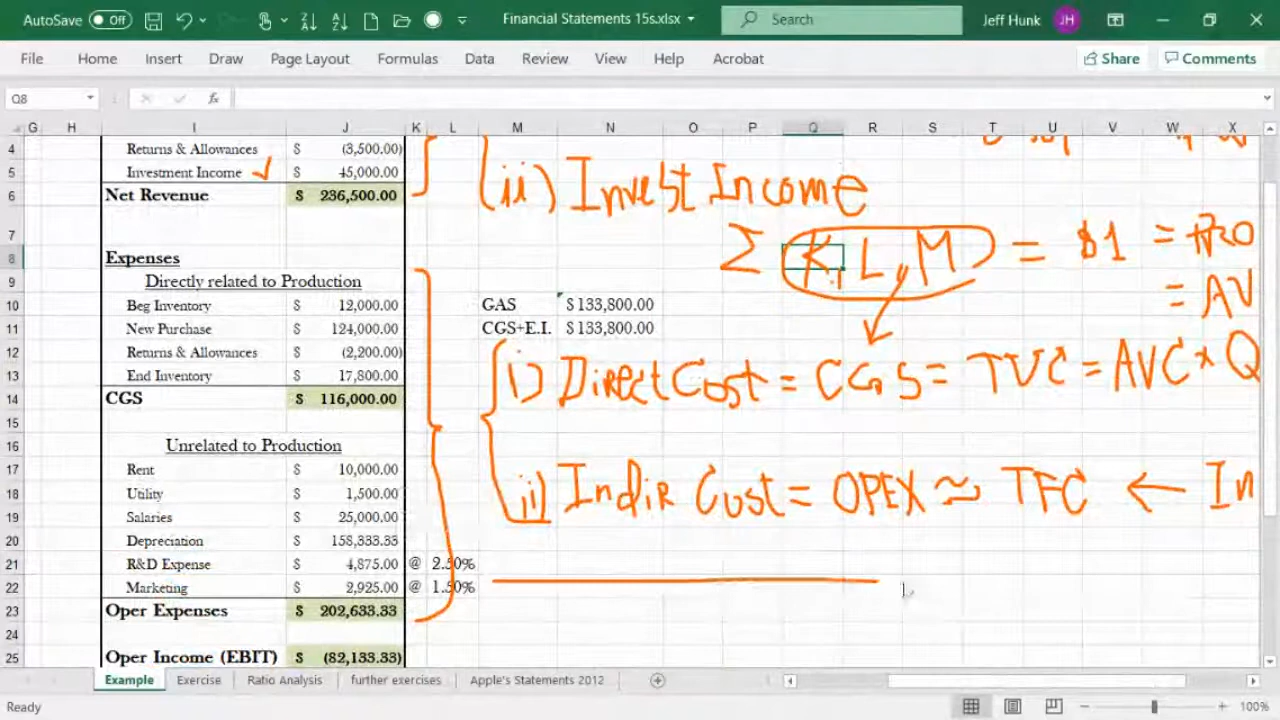 AutoSave Off Financial Statements 15s.xlsx Search Jeff Hunk JH
File Home Insert Draw Page Layout Formulas Data Review View Help Acrobat Share Comments
Q8 fx
G H I J K L M N O P Q R S T U V W X
4 Returns & Allowances $ (3,500.00)
5 Investment Income $ 45,000.00 (ii) Invest Income
6 Net Revenue $ 236,500.00
7
Σ K, L, M = $1 = = AV
8 Expenses
9 Directly related to Production
10 Beg Inventory $ 12,000.00 GAS $ 133,800.00
11 New Purchase $ 124,000.00 CGS+E.I. $ 133,800.00
12 Returns & Allowances $ (2,200.00)
13 End Inventory $ 17,800.00 i) Direct Cost = CGS = TVC = AVC × Q
14 CGS $ 116,000.00
15
16 Unrelated to Production
17 Rent $ 10,000.00
18 Utility $ 1,500.00 ii) Indir Cost = OPEX ≈ TFC ← In
19 Salaries $ 25,000.00
20 Depreciation $ 158,333.33
21 R&D Expense $ 4,875.00 @ 2.50%
22 Marketing $ 2,925.00 @ 1.50%
23 Oper Expenses $ 202,633.33
24
25 Oper Income (EBIT) $ (82,133.33)
Example Exercise Ratio Analysis further exercises Apple's Statements 2012
Ready 100%